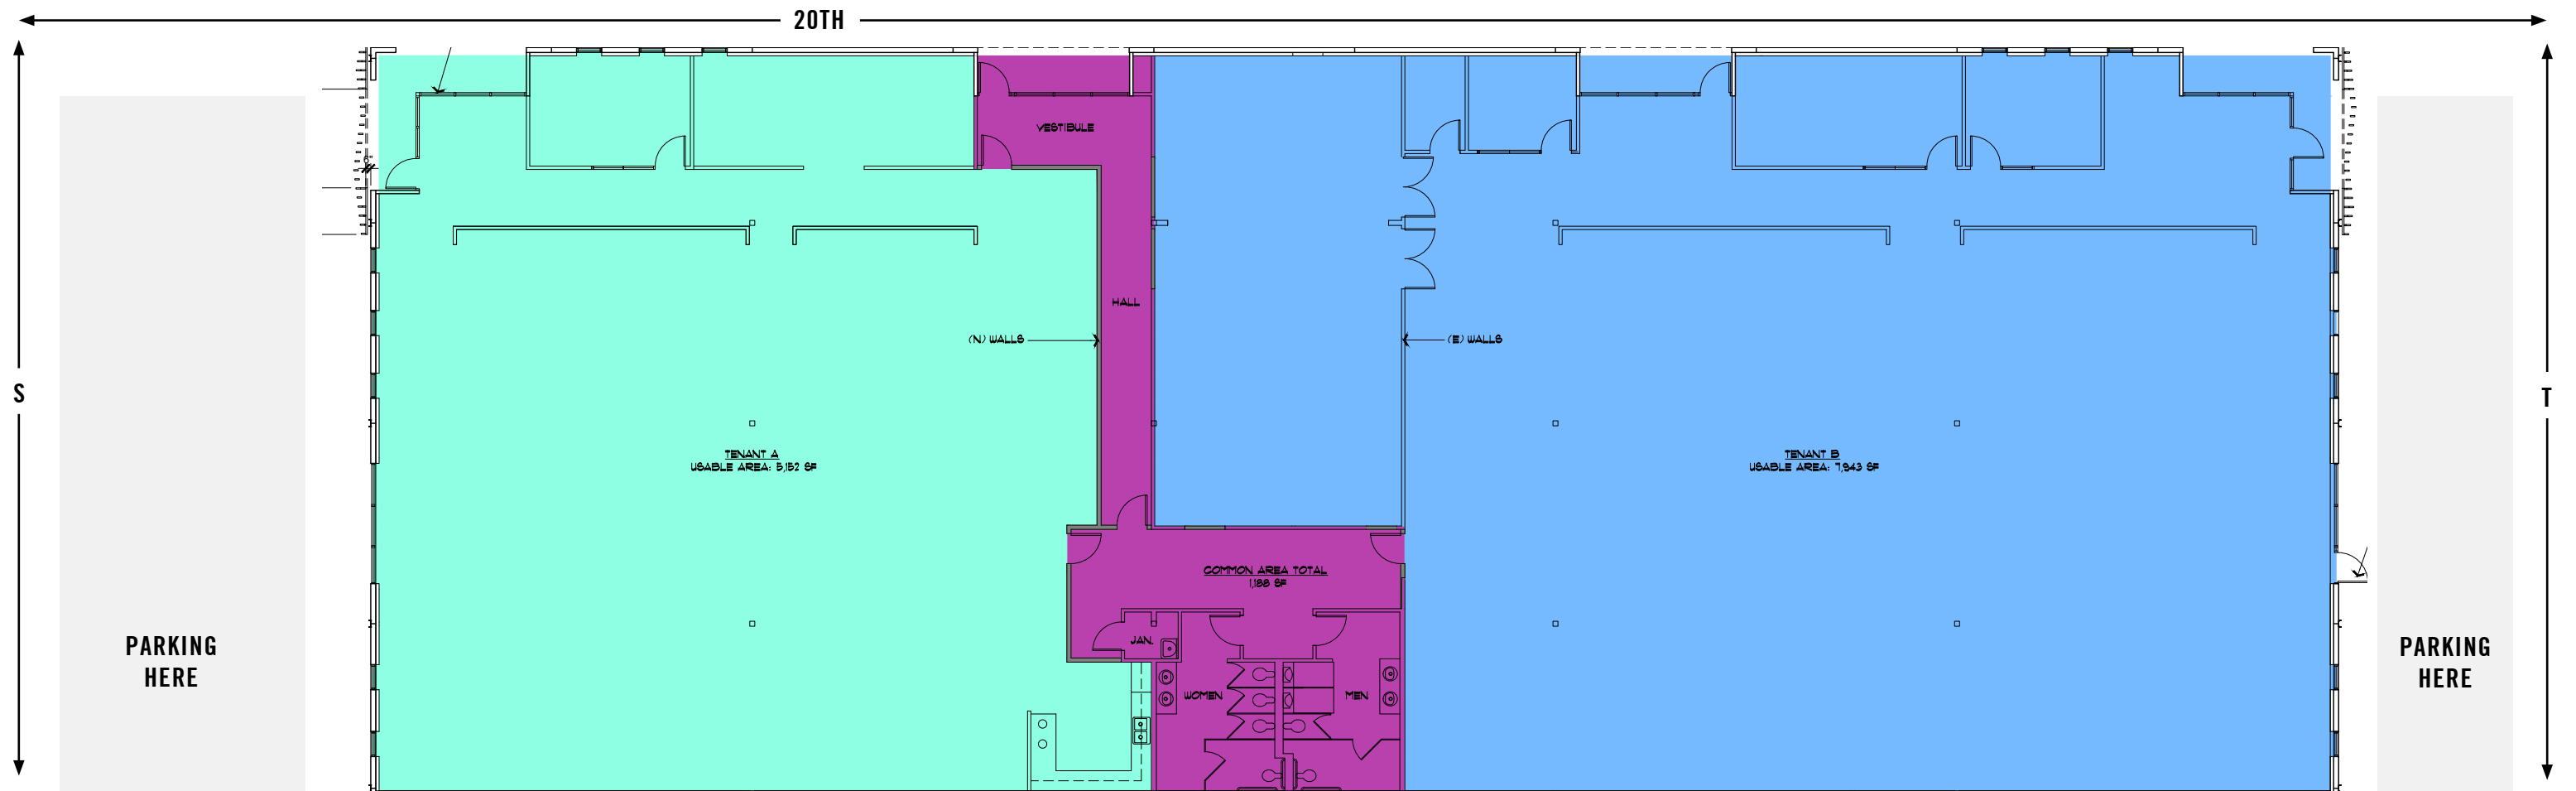 20TH
S
T
VESTIBULE
HALL
(N) WALLS
(E) WALLS
TENANT A
USABLE AREA: 5,152 SF
TENANT B
USABLE AREA: 7,943 SF
COMMON AREA TOTAL
1,188 SF
JAN.
WOMEN
MEN
PARKING
HERE
PARKING
HERE